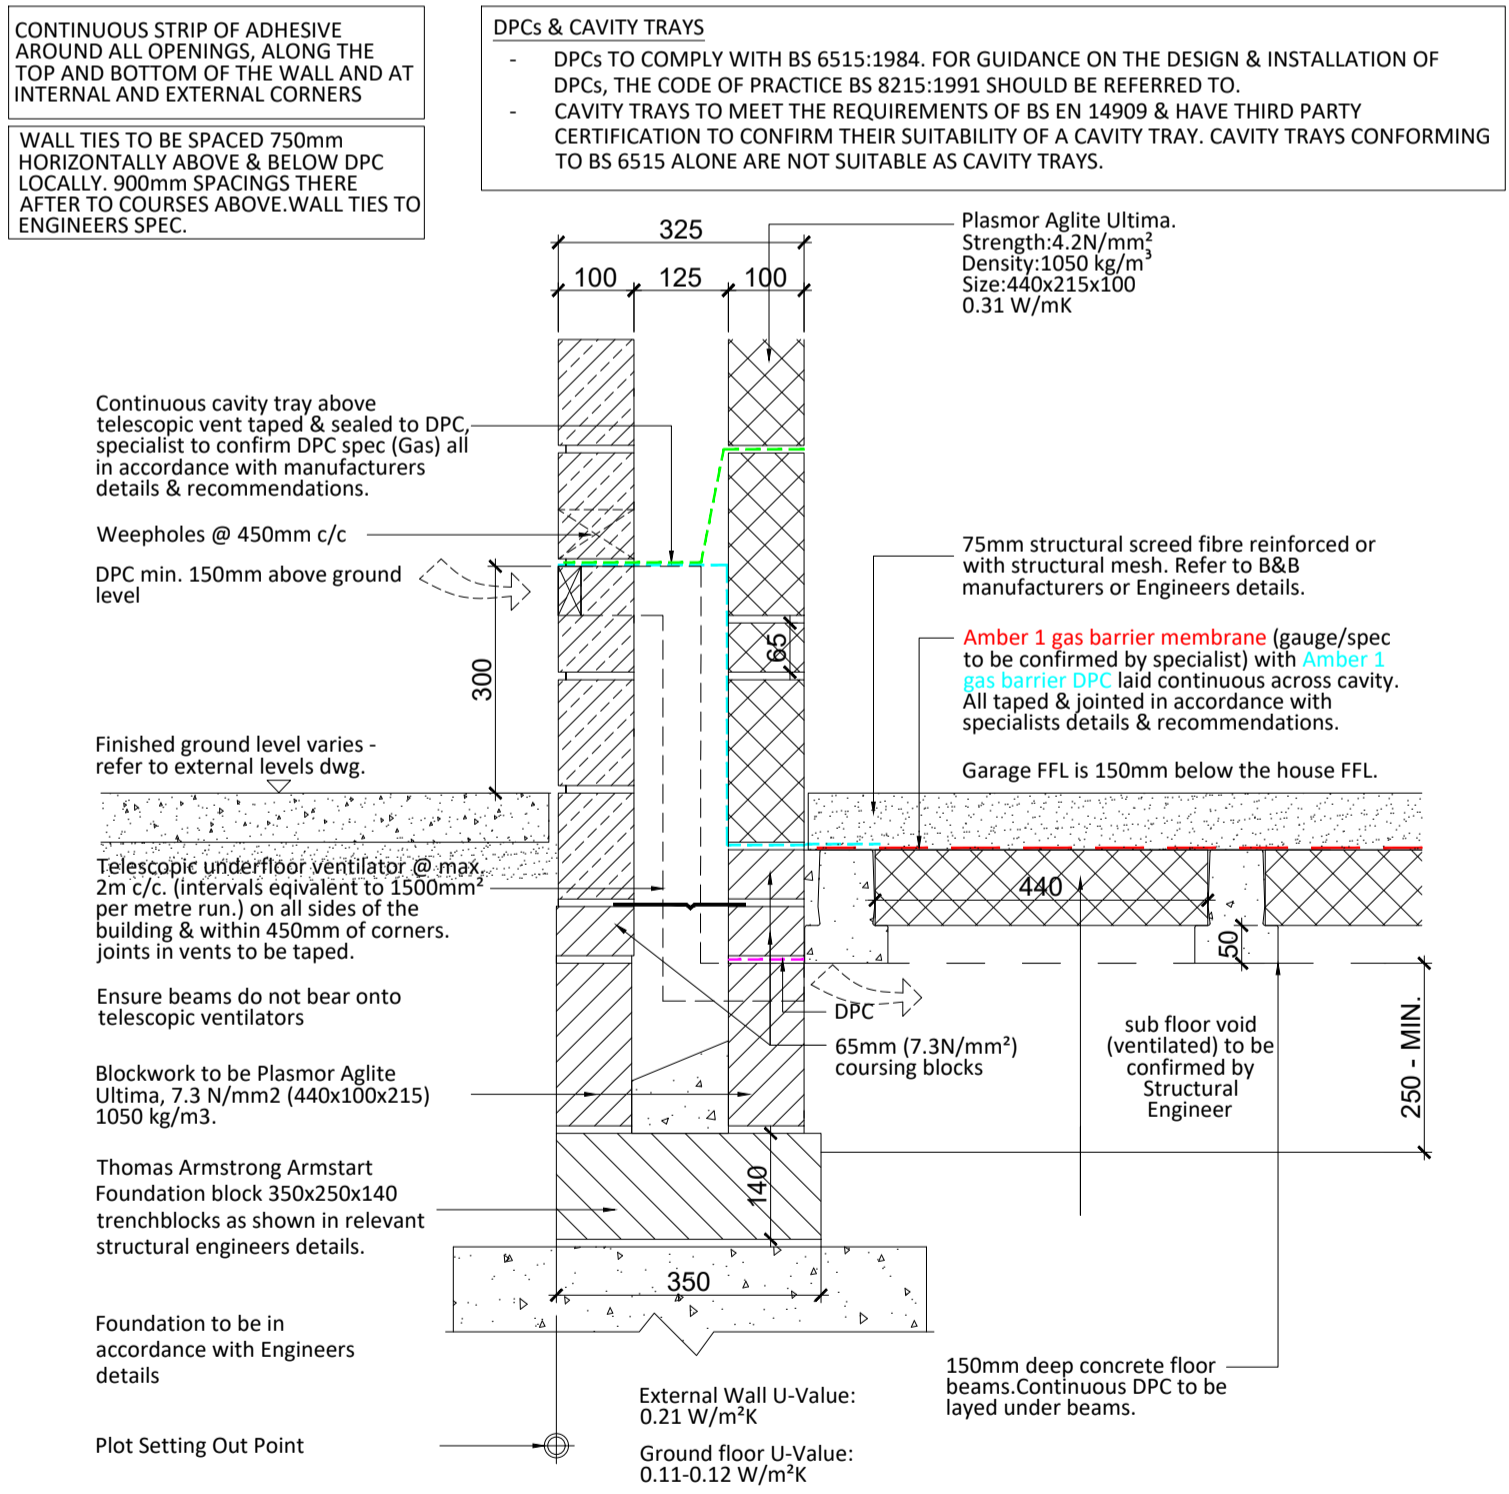 CONTINUOUS STRIP OF ADHESIVE
AROUND ALL OPENINGS, ALONG THE
TOP AND BOTTOM OF THE WALL AND AT
INTERNAL AND EXTERNAL CORNERS
WALL TIES TO BE SPACED 750mm
HORIZONTALLY ABOVE & BELOW DPC
LOCALLY. 900mm SPACINGS THERE
AFTER TO COURSES ABOVE.WALL TIES TO
ENGINEERS SPEC.
DPCs & CAVITY TRAYS
- DPCs TO COMPLY WITH BS 6515:1984. FOR GUIDANCE ON THE DESIGN & INSTALLATION OF
DPCs, THE CODE OF PRACTICE BS 8215:1991 SHOULD BE REFERRED TO.
- CAVITY TRAYS TO MEET THE REQUIREMENTS OF BS EN 14909 & HAVE THIRD PARTY
CERTIFICATION TO CONFIRM THEIR SUITABILITY OF A CAVITY TRAY. CAVITY TRAYS CONFORMING
TO BS 6515 ALONE ARE NOT SUITABLE AS CAVITY TRAYS.
325
100 125 100
Plasmor Aglite Ultima.
Strength:4.2N/mm²
Density:1050 kg/m³
Size:440x215x100
0.31 W/mK
Continuous cavity tray above
telescopic vent taped & sealed to DPC,
specialist to confirm DPC spec (Gas) all
in accordance with manufacturers
details & recommendations.
Weepholes @ 450mm c/c
DPC min. 150mm above ground
level
300
65
75mm structural screed fibre reinforced or
with structural mesh. Refer to B&B
manufacturers or Engineers details.
Amber 1 gas barrier membrane (gauge/spec
to be confirmed by specialist) with Amber 1
gas barrier DPC laid continuous across cavity.
All taped & jointed in accordance with
specialists details & recommendations.
Garage FFL is 150mm below the house FFL.
Finished ground level varies -
refer to external levels dwg.
Telescopic underfloor ventilator @ max.
2m c/c. (intervals eqivalent to 1500mm²
per metre run.) on all sides of the
building & within 450mm of corners.
joints in vents to be taped.
440
50
Ensure beams do not bear onto
telescopic ventilators
DPC
65mm (7.3N/mm²)
coursing blocks
sub floor void
(ventilated) to be
confirmed by
Structural
Engineer
250 - MIN.
Blockwork to be Plasmor Aglite
Ultima, 7.3 N/mm2 (440x100x215)
1050 kg/m3.
Thomas Armstrong Armstart
Foundation block 350x250x140
trenchblocks as shown in relevant
structural engineers details.
140
350
Foundation to be in
accordance with Engineers
details
150mm deep concrete floor
beams.Continuous DPC to be
layed under beams.
External Wall U-Value:
0.21 W/m²K
Plot Setting Out Point
Ground floor U-Value:
0.11-0.12 W/m²K